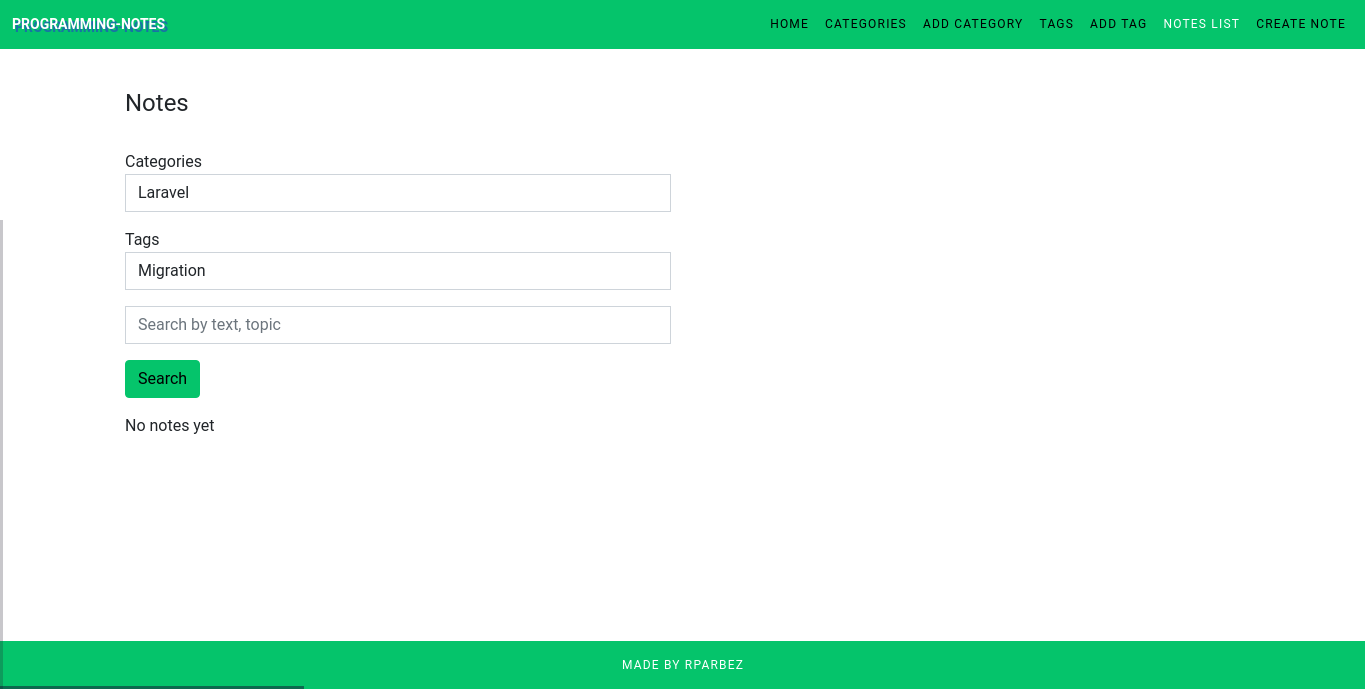 PROGRAMMING-NOTES
HOME CATEGORIES ADD CATEGORY TAGS ADD TAG NOTES LIST CREATE NOTE
Notes
Categories
Laravel
Tags
Migration
Search by text, topic
Search
No notes yet
MADE BY RPARBEZ